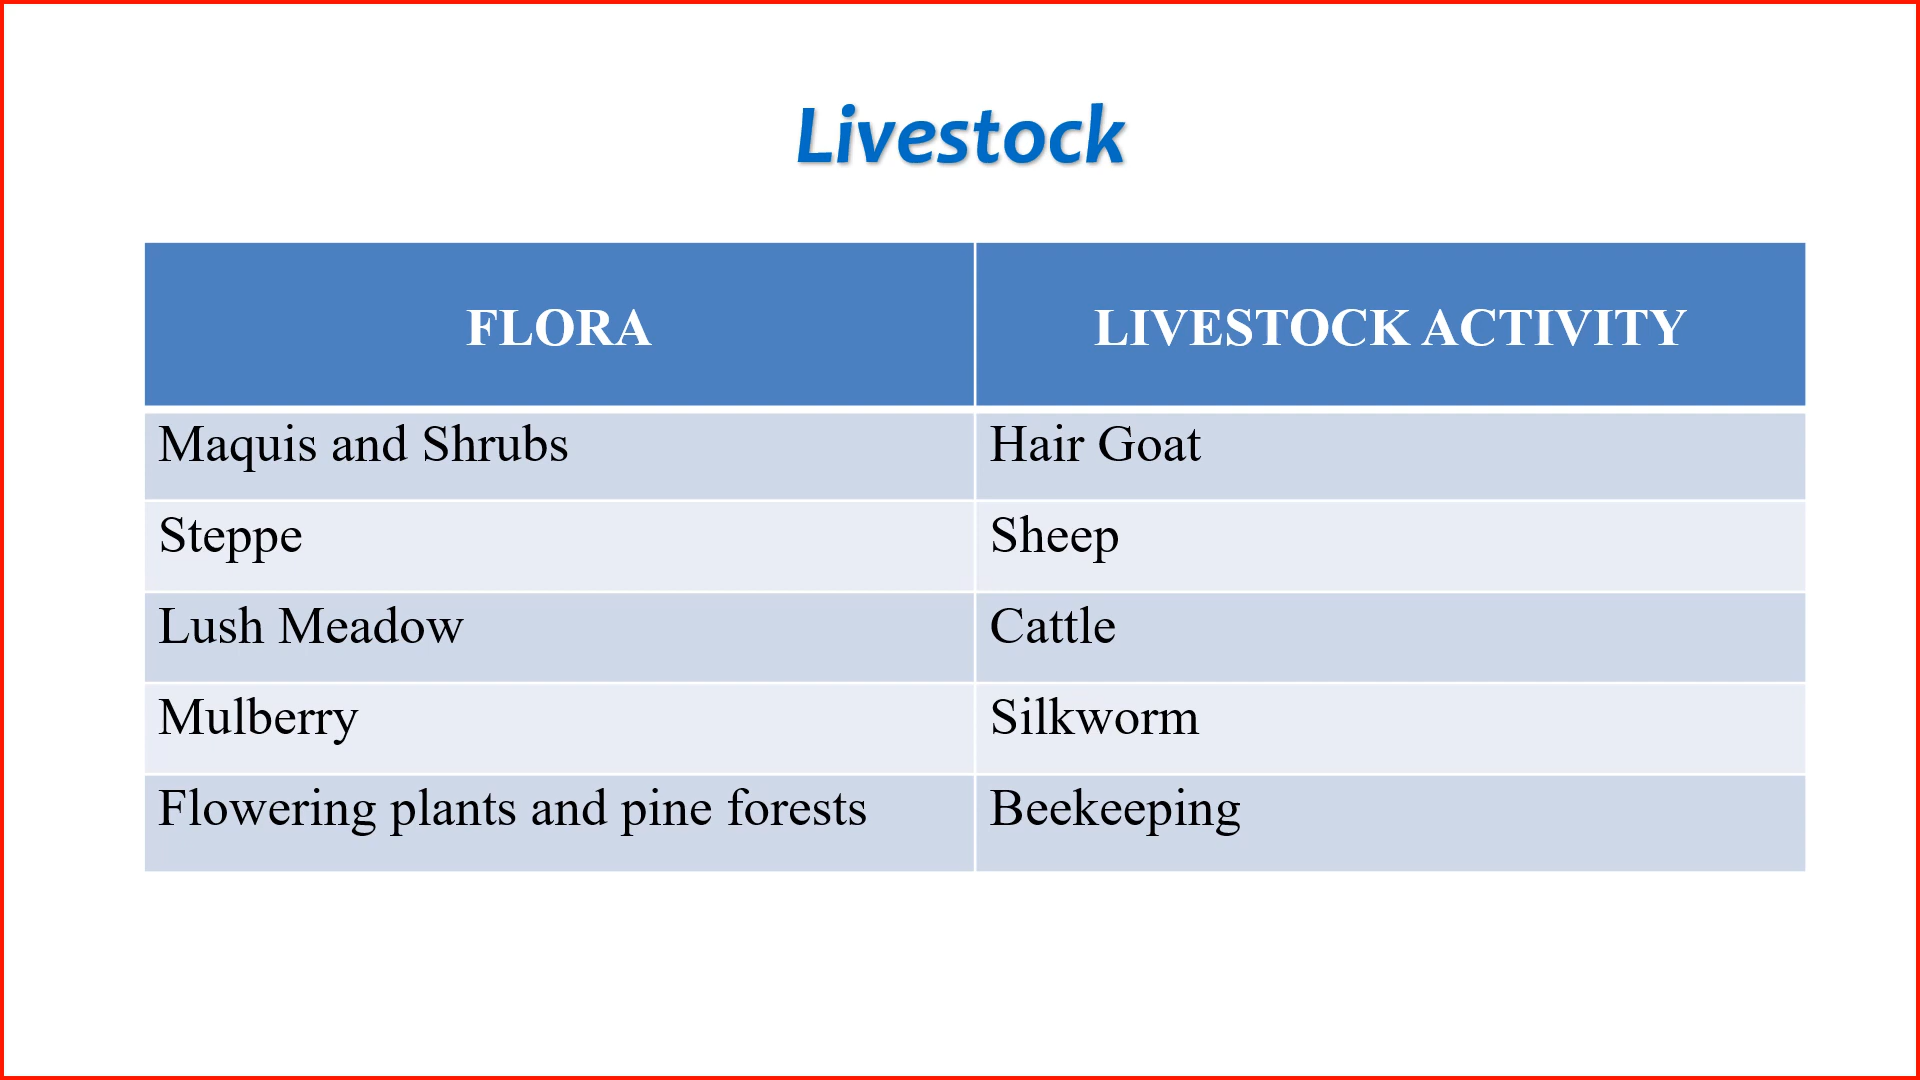 Livestock
FLORA
LIVESTOCK ACTIVITY
Maquis and Shrubs
Hair Goat
Steppe
Sheep
Lush Meadow
Cattle
Mulberry
Silkworm
Flowering plants and pine forests
Beekeeping